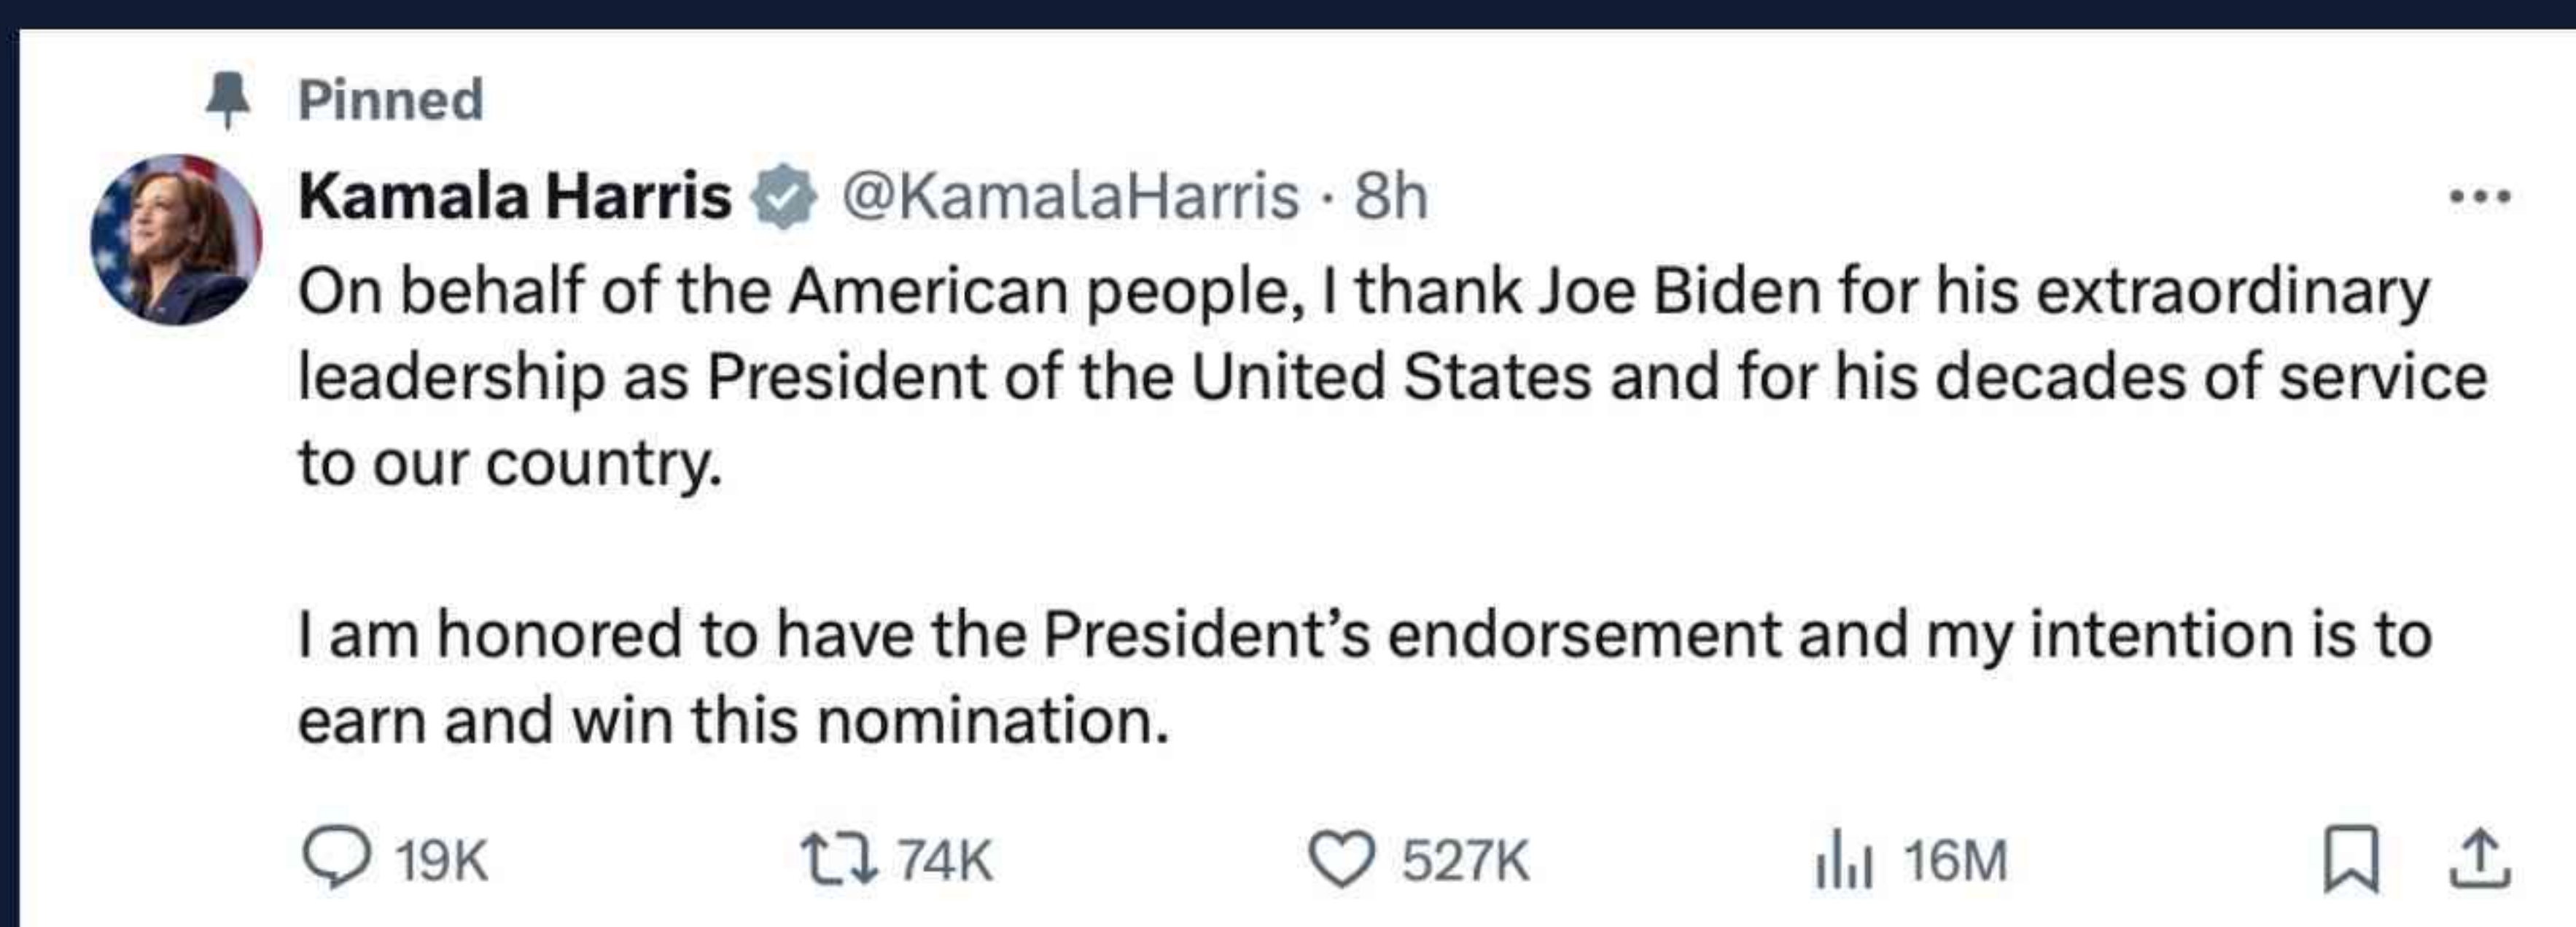 Pinned
Kamala Harris @KamalaHarris · 8h
On behalf of the American people, I thank Joe Biden for his extraordinary
leadership as President of the United States and for his decades of service
to our country.
I am honored to have the President’s endorsement and my intention is to
earn and win this nomination.
19K 74K 527K 16M